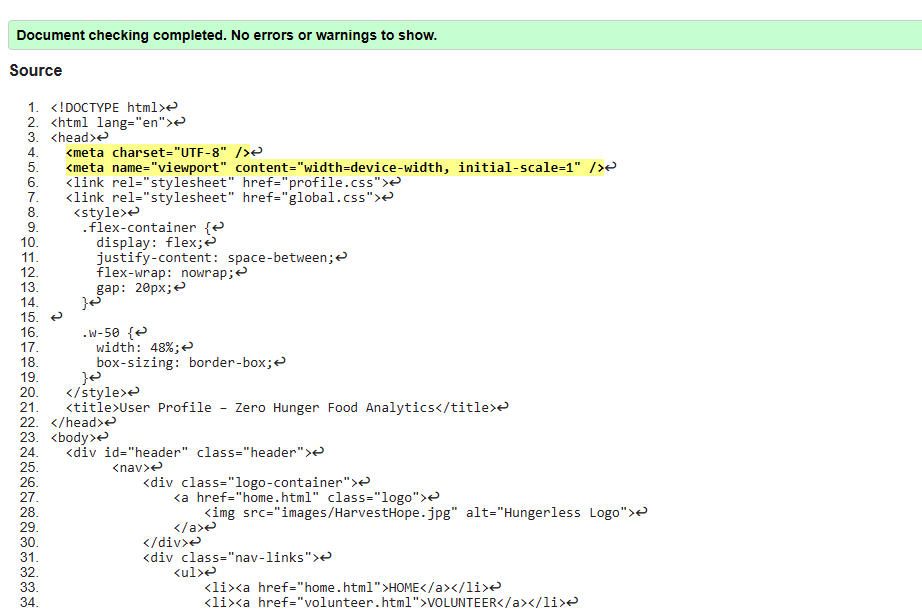 Document checking completed. No errors or warnings to show.
Source
1. <!DOCTYPE html>↩
2. <html lang="en">↩
3. <head>↩
4.   <meta charset="UTF-8" />↩
5.   <meta name="viewport" content="width=device-width, initial-scale=1" />↩
6.   <link rel="stylesheet" href="profile.css">↩
7.   <link rel="stylesheet" href="global.css">↩
8.    <style>↩
9.     .flex-container {↩
10.       display: flex;↩
11.       justify-content: space-between;↩
12.       flex-wrap: nowrap;↩
13.       gap: 20px;↩
14.     }↩
15. ↩
16.     .w-50 {↩
17.       width: 48%;↩
18.       box-sizing: border-box;↩
19.     }↩
20.   </style>↩
21.   <title>User Profile – Zero Hunger Food Analytics</title>↩
22. </head>↩
23. <body>↩
24.   <div id="header" class="header">↩
25.         <nav>↩
26.             <div class="logo-container">↩
27.                 <a href="home.html" class="logo">↩
28.                     <img src="images/HarvestHope.jpg" alt="Hungerless Logo">↩
29.                 </a>↩
30.             </div>↩
31.             <div class="nav-links">↩
32.                 <ul>↩
33.                     <li><a href="home.html">HOME</a></li>↩
34.                     <li><a href="volunteer.html">VOLUNTEER</a></li>↩